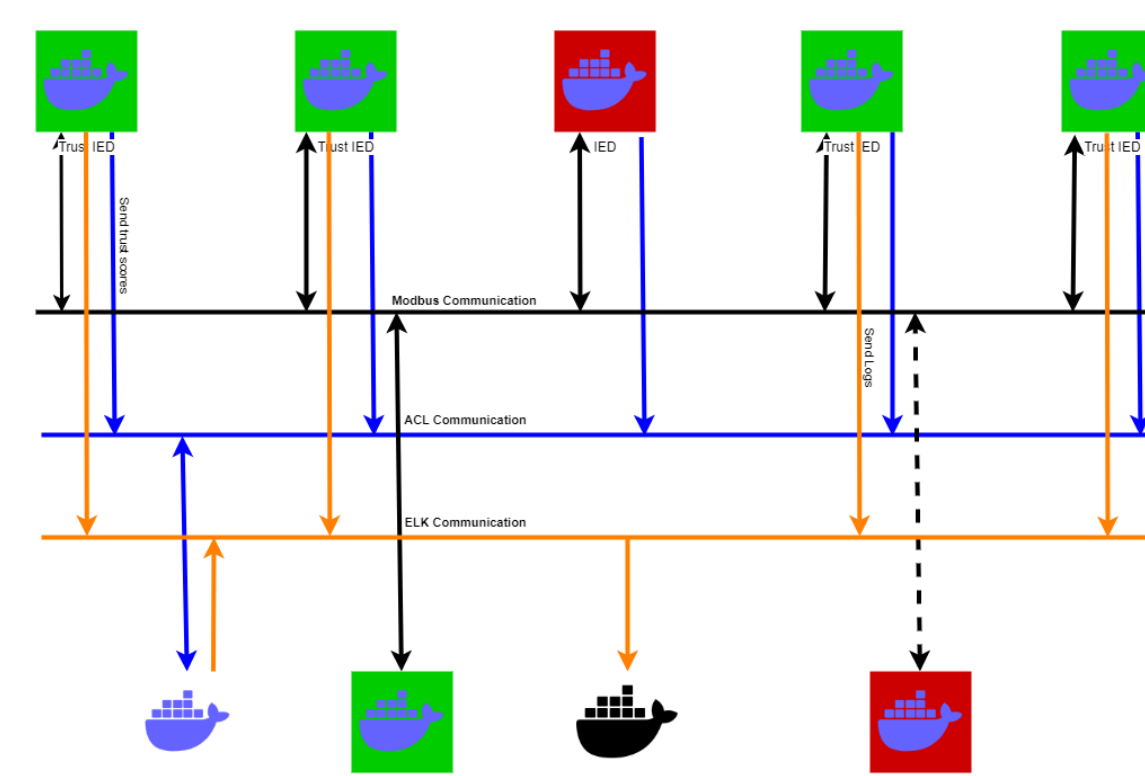 Trust IED
Trust IED
IED
Trust IED
Trust IED
Send trust scores
Modbus Communication
Send Logs
ACL Communication
ELK Communication